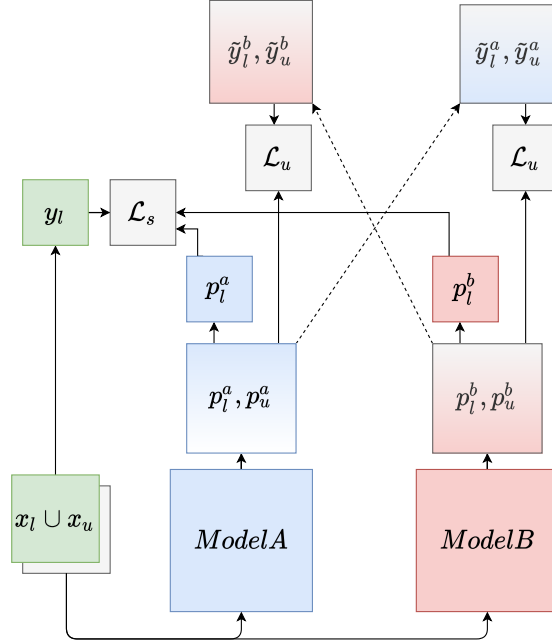 ỹ_l^b, ỹ_u^b
ỹ_l^a, ỹ_u^a
ℒ_u
ℒ_u
y_l
ℒ_s
p_l^a
p_l^b
p_l^a, p_u^a
p_l^b, p_u^b
x_l ∪ x_u
ModelA
ModelB